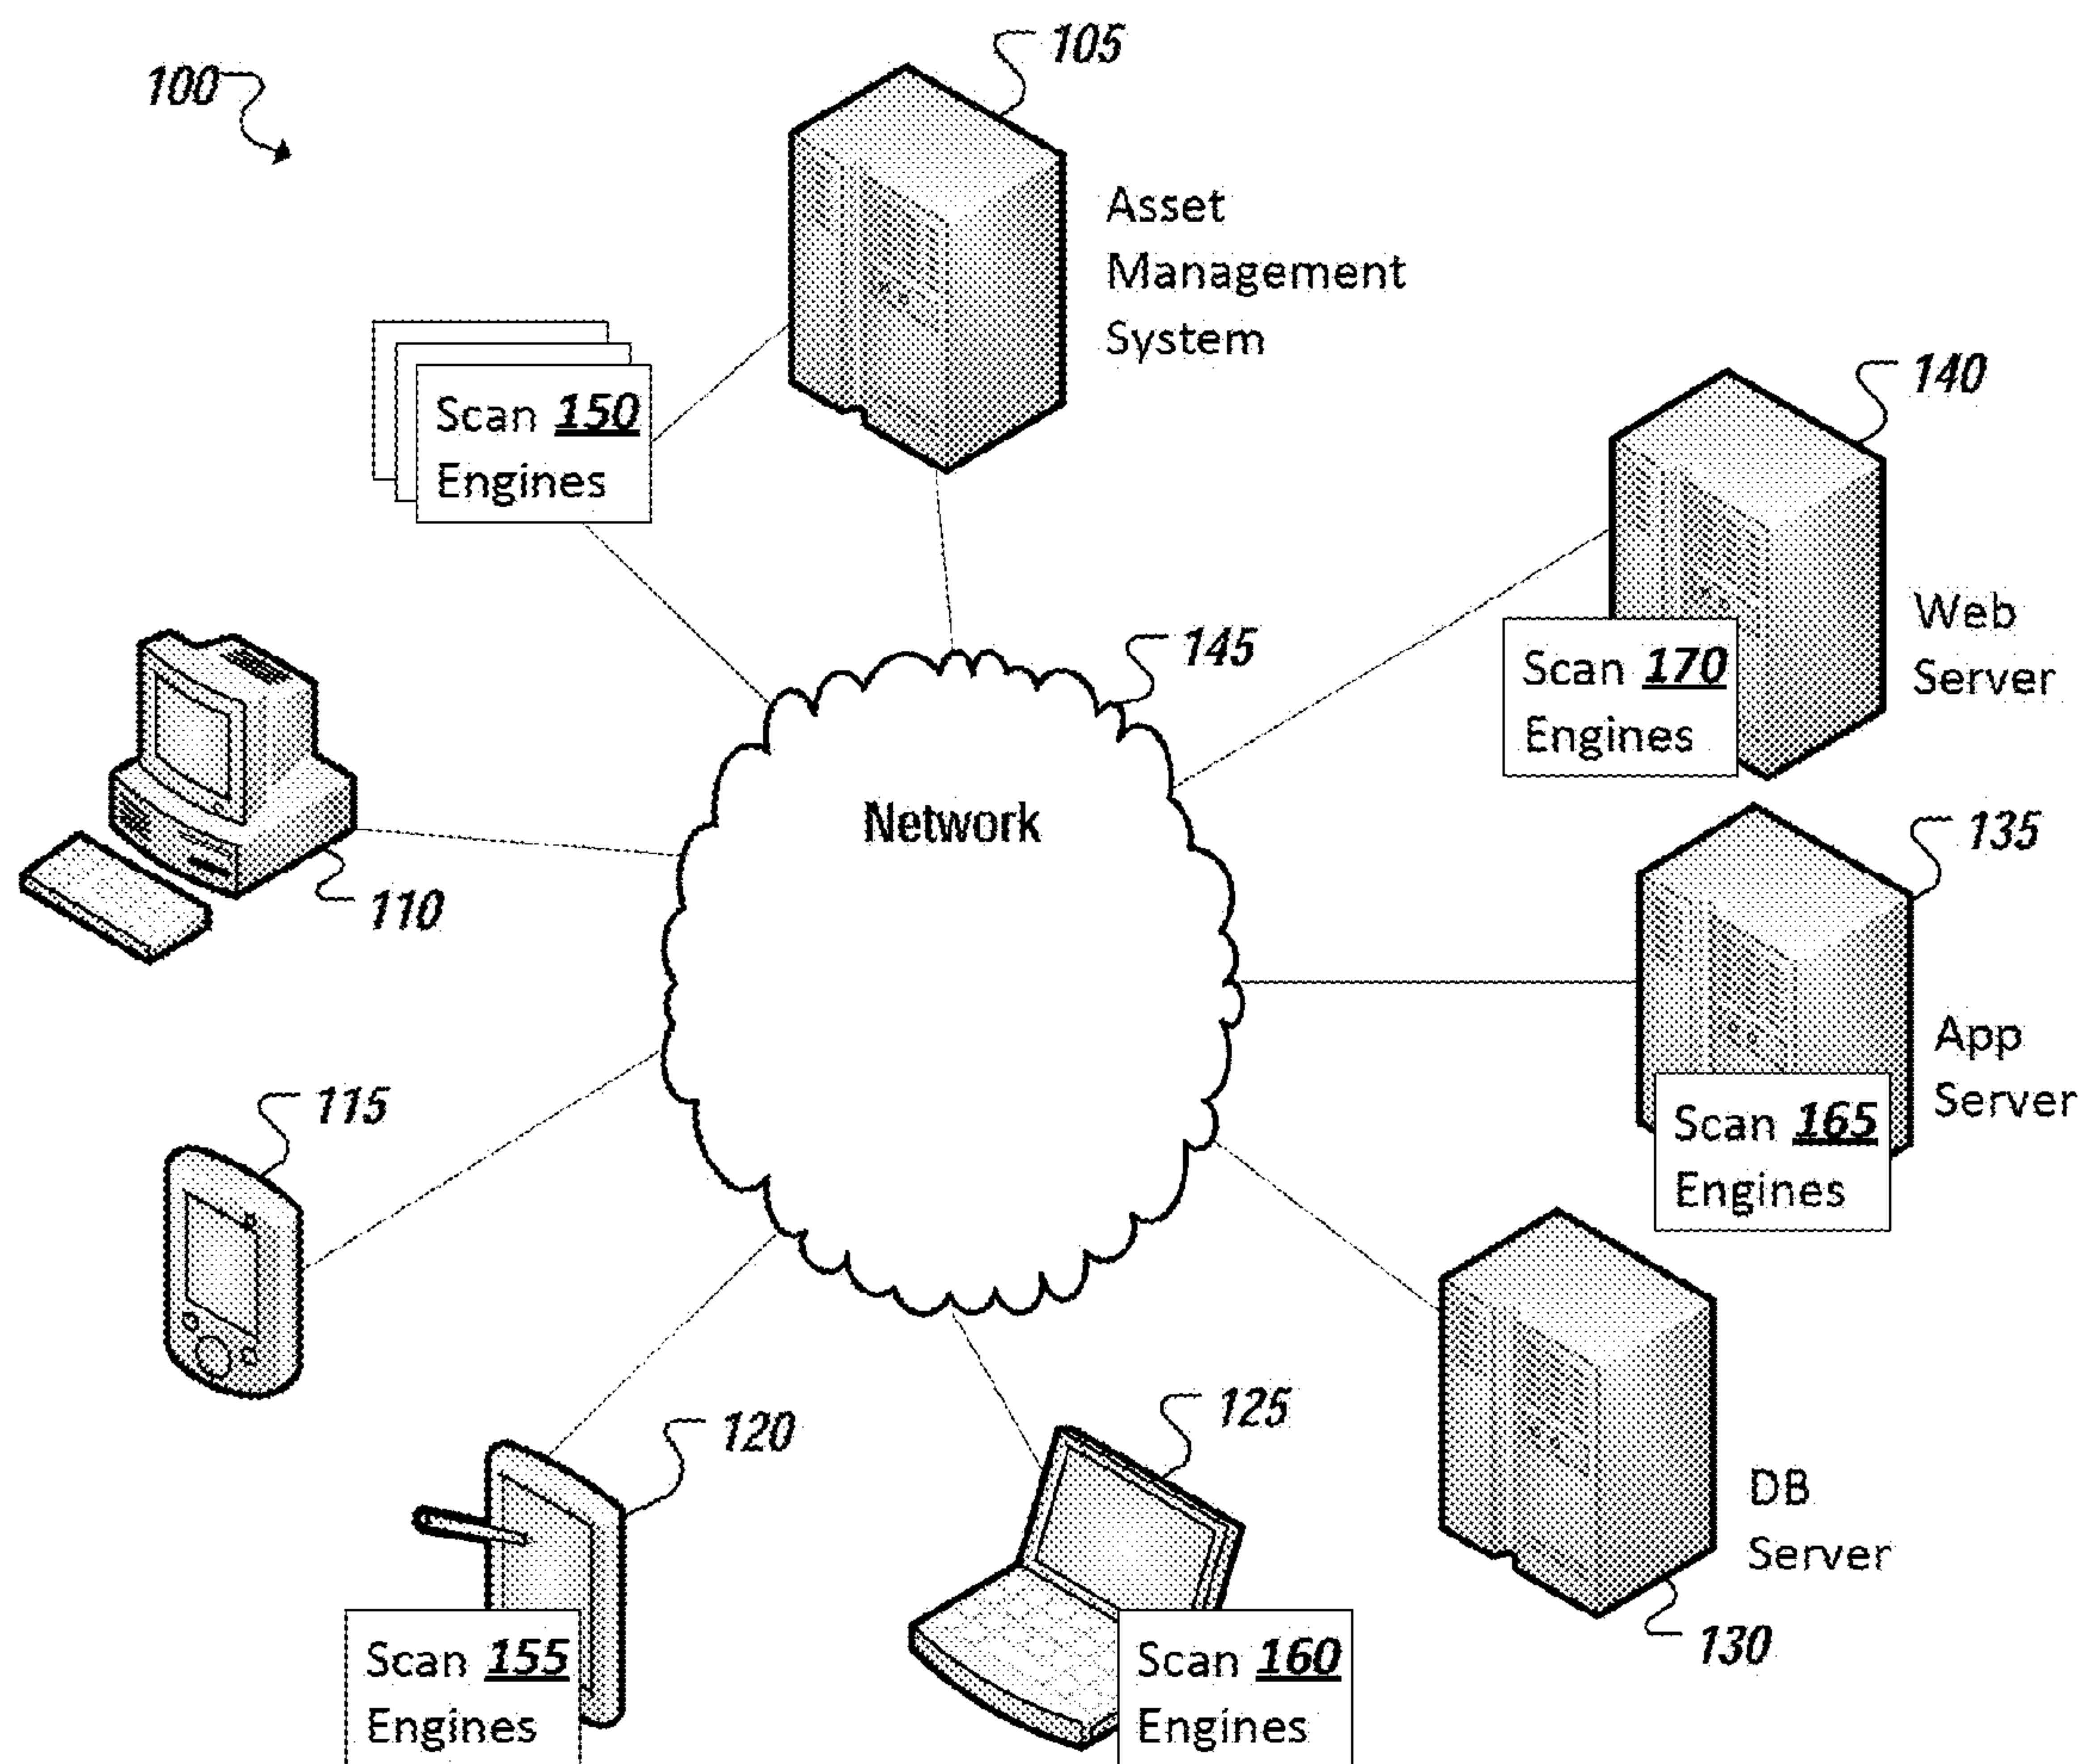 105
100
Asset
Management
System
140
Scan 150
Engines
Web
Server
145
Scan 170
Engines
Network
135
110
App
Server
115
Scan 165
Engines
125
120
DB
Server
130
Scan 155
Engines
Scan 160
Engines